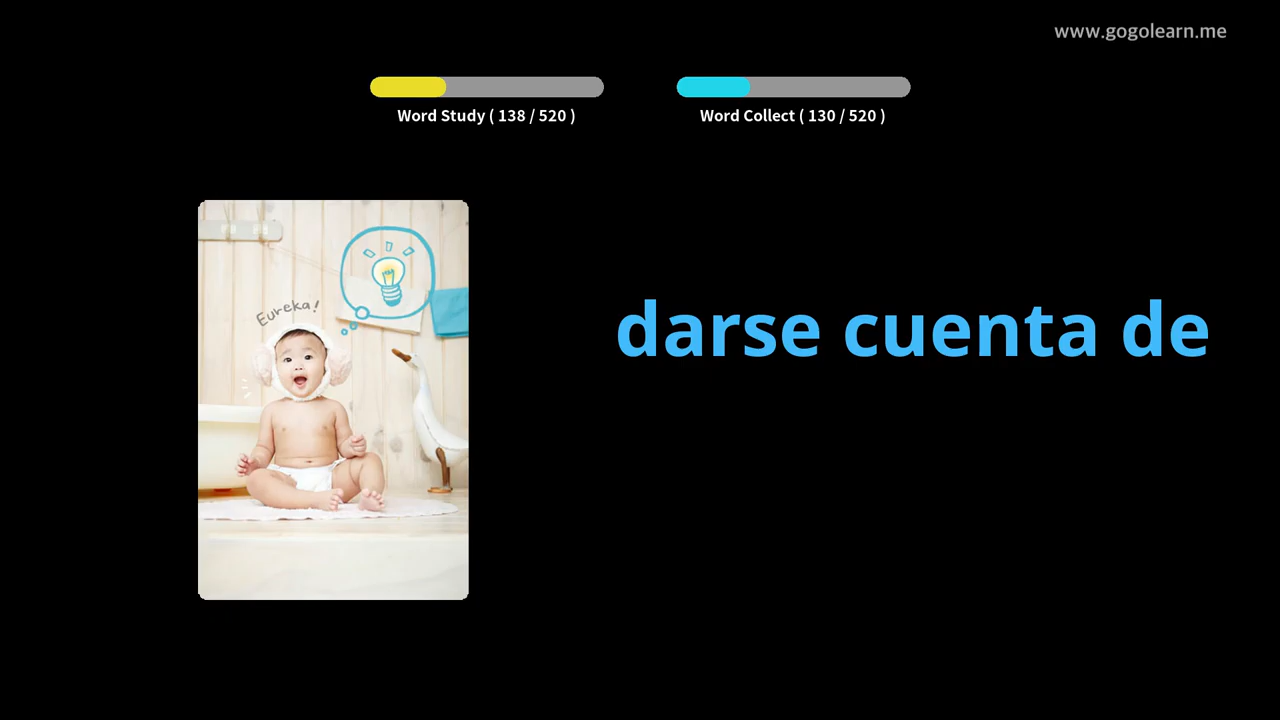 www.gogolearn.me
Word Study ( 138 / 520 )
Word Collect ( 130 / 520 )
Eureka!
darse cuenta de